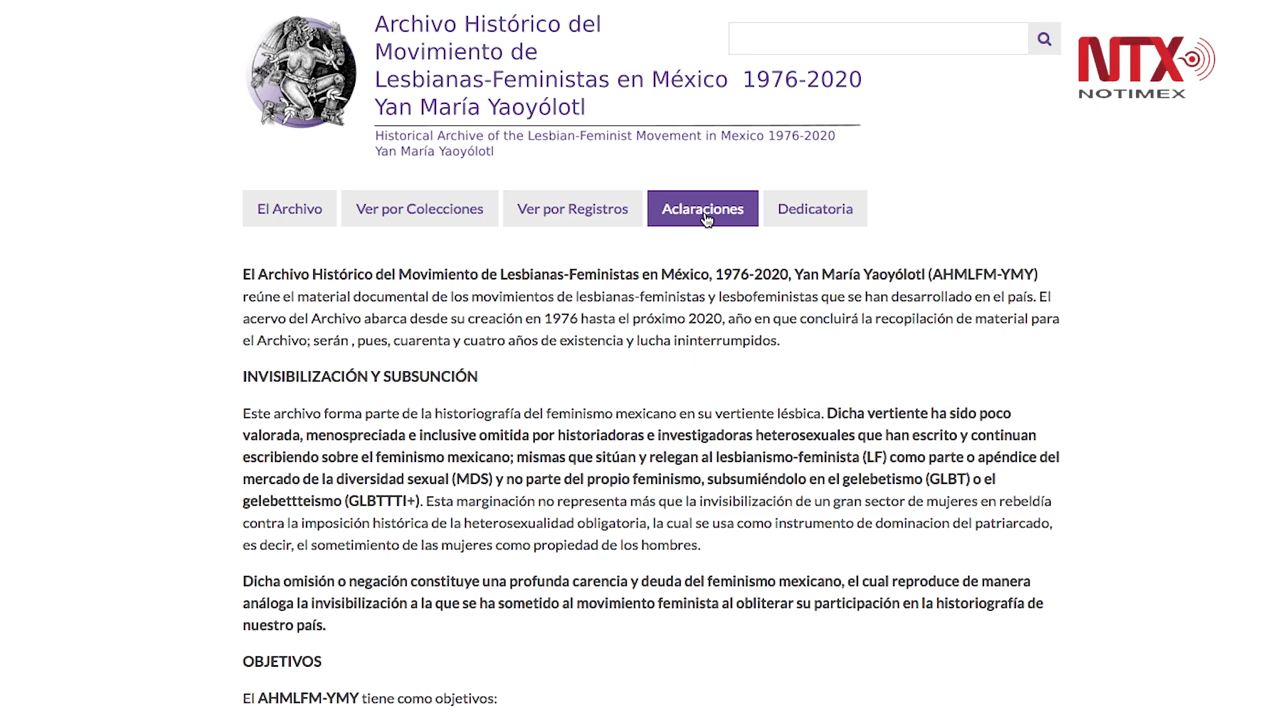 Archivo Histórico del
Movimiento de
Lesbianas-Feministas en México 1976-2020
Yan María Yaoyólotl
Historical Archive of the Lesbian-Feminist Movement in Mexico 1976-2020
Yan María Yaoyólotl
NTX
NOTIMEX
El Archivo
Ver por Colecciones
Ver por Registros
Aclaraciones
Dedicatoria
El Archivo Histórico del Movimiento de Lesbianas-Feministas en México, 1976-2020, Yan María Yaoyólotl (AHMLFM-YMY)
reúne el material documental de los movimientos de lesbianas-feministas y lesbofeministas que se han desarrollado en el país. El
acervo del Archivo abarca desde su creación en 1976 hasta el próximo 2020, año en que concluirá la recopilación de material para
el Archivo; serán , pues, cuarenta y cuatro años de existencia y lucha ininterrumpidos.
INVISIBILIZACIÓN Y SUBSUNCIÓN
Este archivo forma parte de la historiografía del feminismo mexicano en su vertiente lésbica. Dicha vertiente ha sido poco
valorada, menospreciada e inclusive omitida por historiadoras e investigadoras heterosexuales que han escrito y continuan
escribiendo sobre el feminismo mexicano; mismas que sitúan y relegan al lesbianismo-feminista (LF) como parte o apéndice del
mercado de la diversidad sexual (MDS) y no parte del propio feminismo, subsumiéndolo en el gelebetismo (GLBT) o el
gelebettteismo (GLBTTTI+). Esta marginación no representa más que la invisibilización de un gran sector de mujeres en rebeldía
contra la imposición histórica de la heterosexualidad obligatoria, la cual se usa como instrumento de dominacion del patriarcado,
es decir, el sometimiento de las mujeres como propiedad de los hombres.
Dicha omisión o negación constituye una profunda carencia y deuda del feminismo mexicano, el cual reproduce de manera
análoga la invisibilización a la que se ha sometido al movimiento feminista al obliterar su participación en la historiografía de
nuestro país.
OBJETIVOS
El AHMLFM-YMY tiene como objetivos: